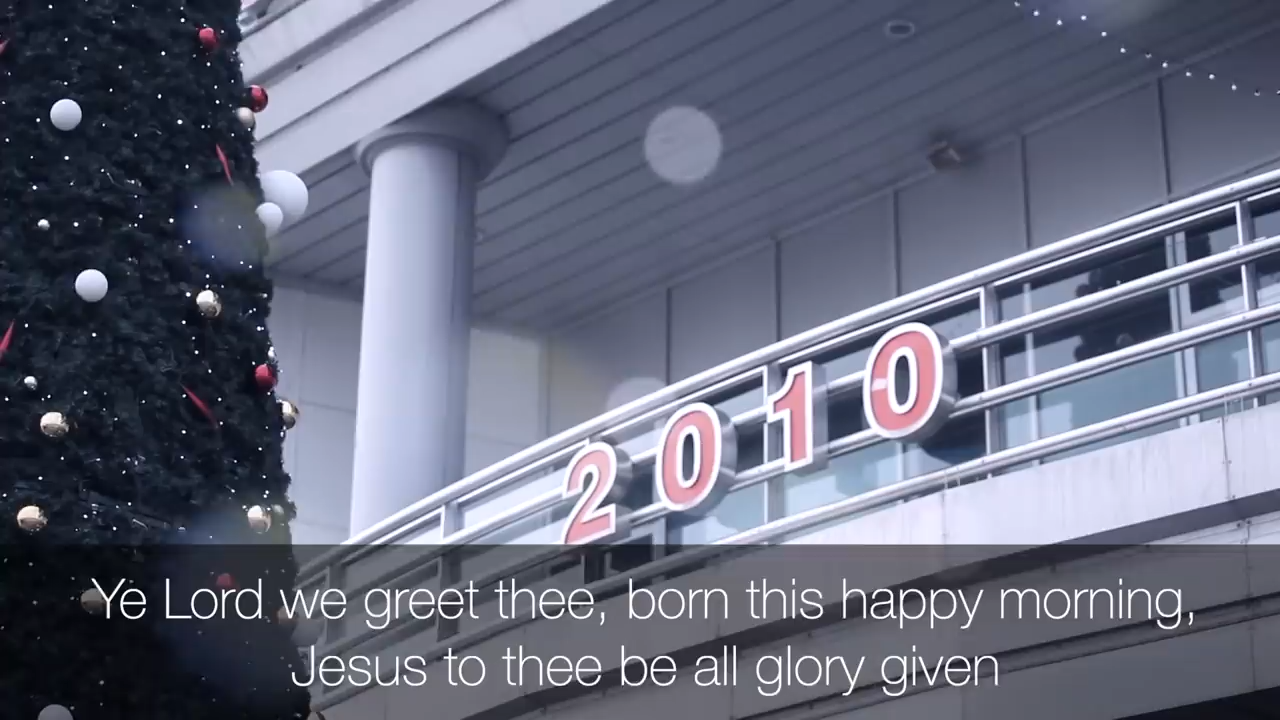 2010
Ye Lord we greet thee, born this happy morning,
Jesus to thee be all glory given